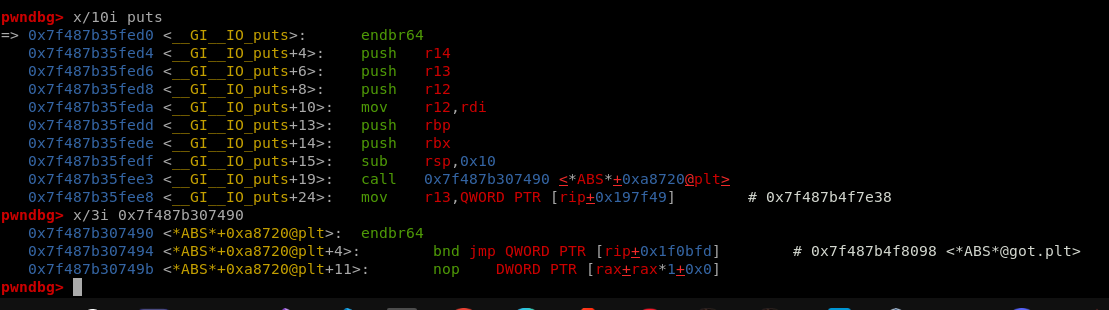 pwndbg> x/10i puts
=> 0x7f487b35fed0 <__GI__IO_puts>: endbr64
0x7f487b35fed4 <__GI__IO_puts+4>: push r14
0x7f487b35fed6 <__GI__IO_puts+6>: push r13
0x7f487b35fed8 <__GI__IO_puts+8>: push r12
0x7f487b35feda <__GI__IO_puts+10>: mov r12,rdi
0x7f487b35fedd <__GI__IO_puts+13>: push rbp
0x7f487b35fede <__GI__IO_puts+14>: push rbx
0x7f487b35fedf <__GI__IO_puts+15>: sub rsp,0x10
0x7f487b35fee3 <__GI__IO_puts+19>: call 0x7f487b307490 <*ABS*+0xa8720@plt>
0x7f487b35fee8 <__GI__IO_puts+24>: mov r13,QWORD PTR [rip+0x197f49] # 0x7f487b4f7e38
pwndbg> x/3i 0x7f487b307490
0x7f487b307490 <*ABS*+0xa8720@plt>: endbr64
0x7f487b307494 <*ABS*+0xa8720@plt+4>: bnd jmp QWORD PTR [rip+0x1f0bfd] # 0x7f487b4f8098 <*ABS*@got.plt>
0x7f487b30749b <*ABS*+0xa8720@plt+11>: nop DWORD PTR [rax+rax*1+0x0]
pwndbg>